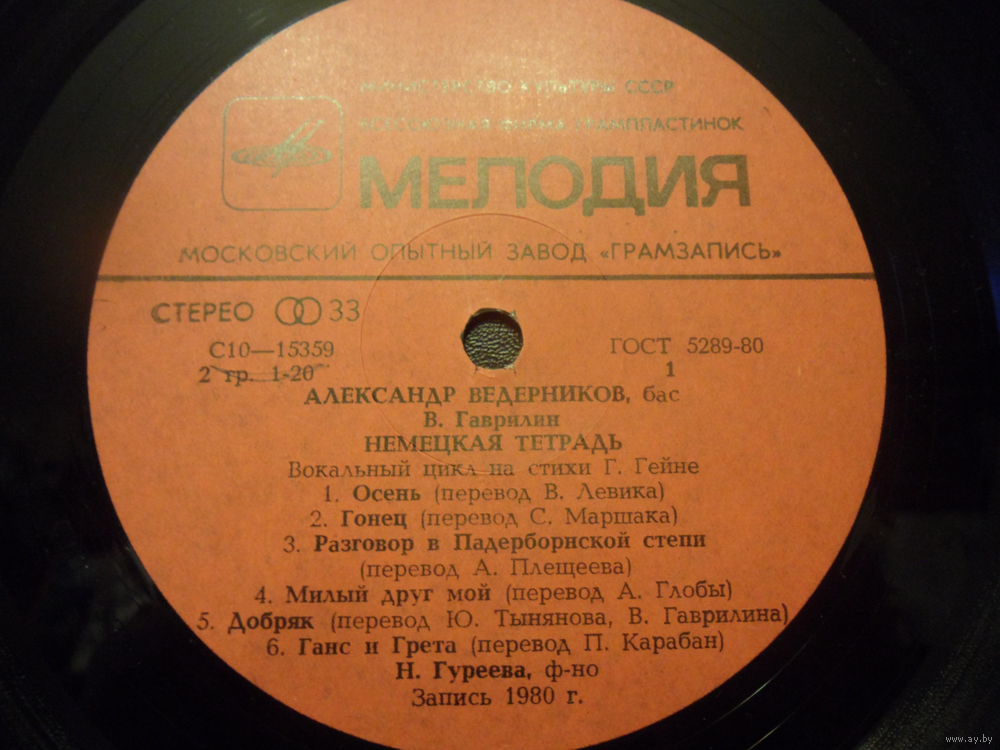 МИНИСТЕРСТВО КУЛЬТУРЫ СССР
ВСЕСОЮЗНАЯ ФИРМА ГРАМПЛАСТИНОК
МЕЛОДИЯ
МОСКОВСКИЙ ОПЫТНЫЙ ЗАВОД «ГРАМЗАПИСЬ»
СТЕРЕО 33
С10—15359
ГОСТ 5289-80
2 гр. 1-20
1
АЛЕКСАНДР ВЕДЕРНИКОВ, бас
В. Гаврилин
НЕМЕЦКАЯ ТЕТРАДЬ
Вокальный цикл на стихи Г. Гейне
1. Осень (перевод В. Левика)
2. Гонец (перевод С. Маршака)
3. Разговор в Падерборнской степи
(перевод А. Плещеева)
4. Милый друг мой (перевод А. Глобы)
5. Добряк (перевод Ю. Тынянова, В. Гаврилина)
6. Ганс и Грета (перевод П. Карабан)
Н. Гуреева, ф-но
Запись 1980 г.
www.ay.by